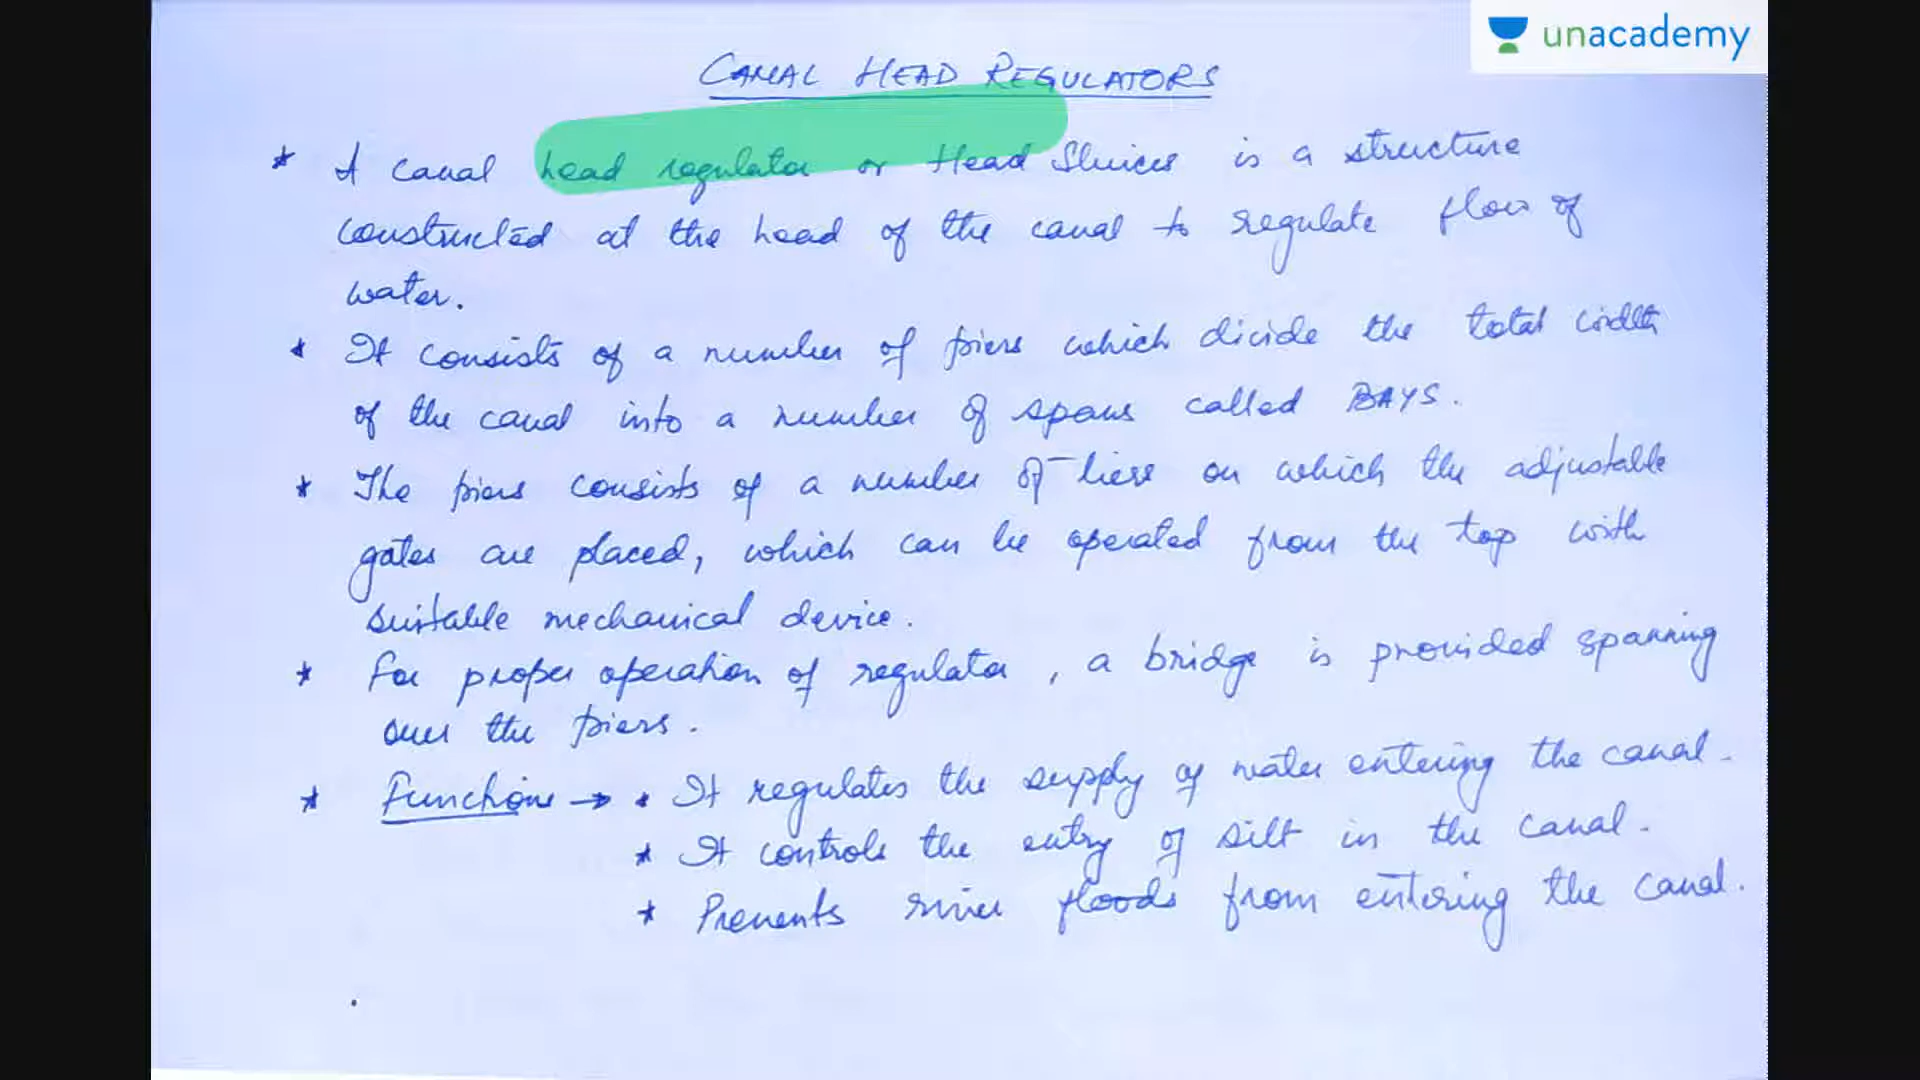 unacademy
CANAL HEAD REGULATORS
* A canal head regulator or Head Sluices is a structure
constructed at the head of the canal to regulate flow of
water.
* It consists of a number of piers which divide the total width
of the canal into a number of spans called BAYS.
* The piers consists of a number of tiers on which the adjustable
gates are placed, which can be operated from the top with
suitable mechanical device.
* For proper operation of regulator, a bridge is provided spanning
over the piers.
* Functions → * It regulates the supply of water entering the canal.
* It controls the entry of silt in the canal.
* Prevents river floods from entering the canal.